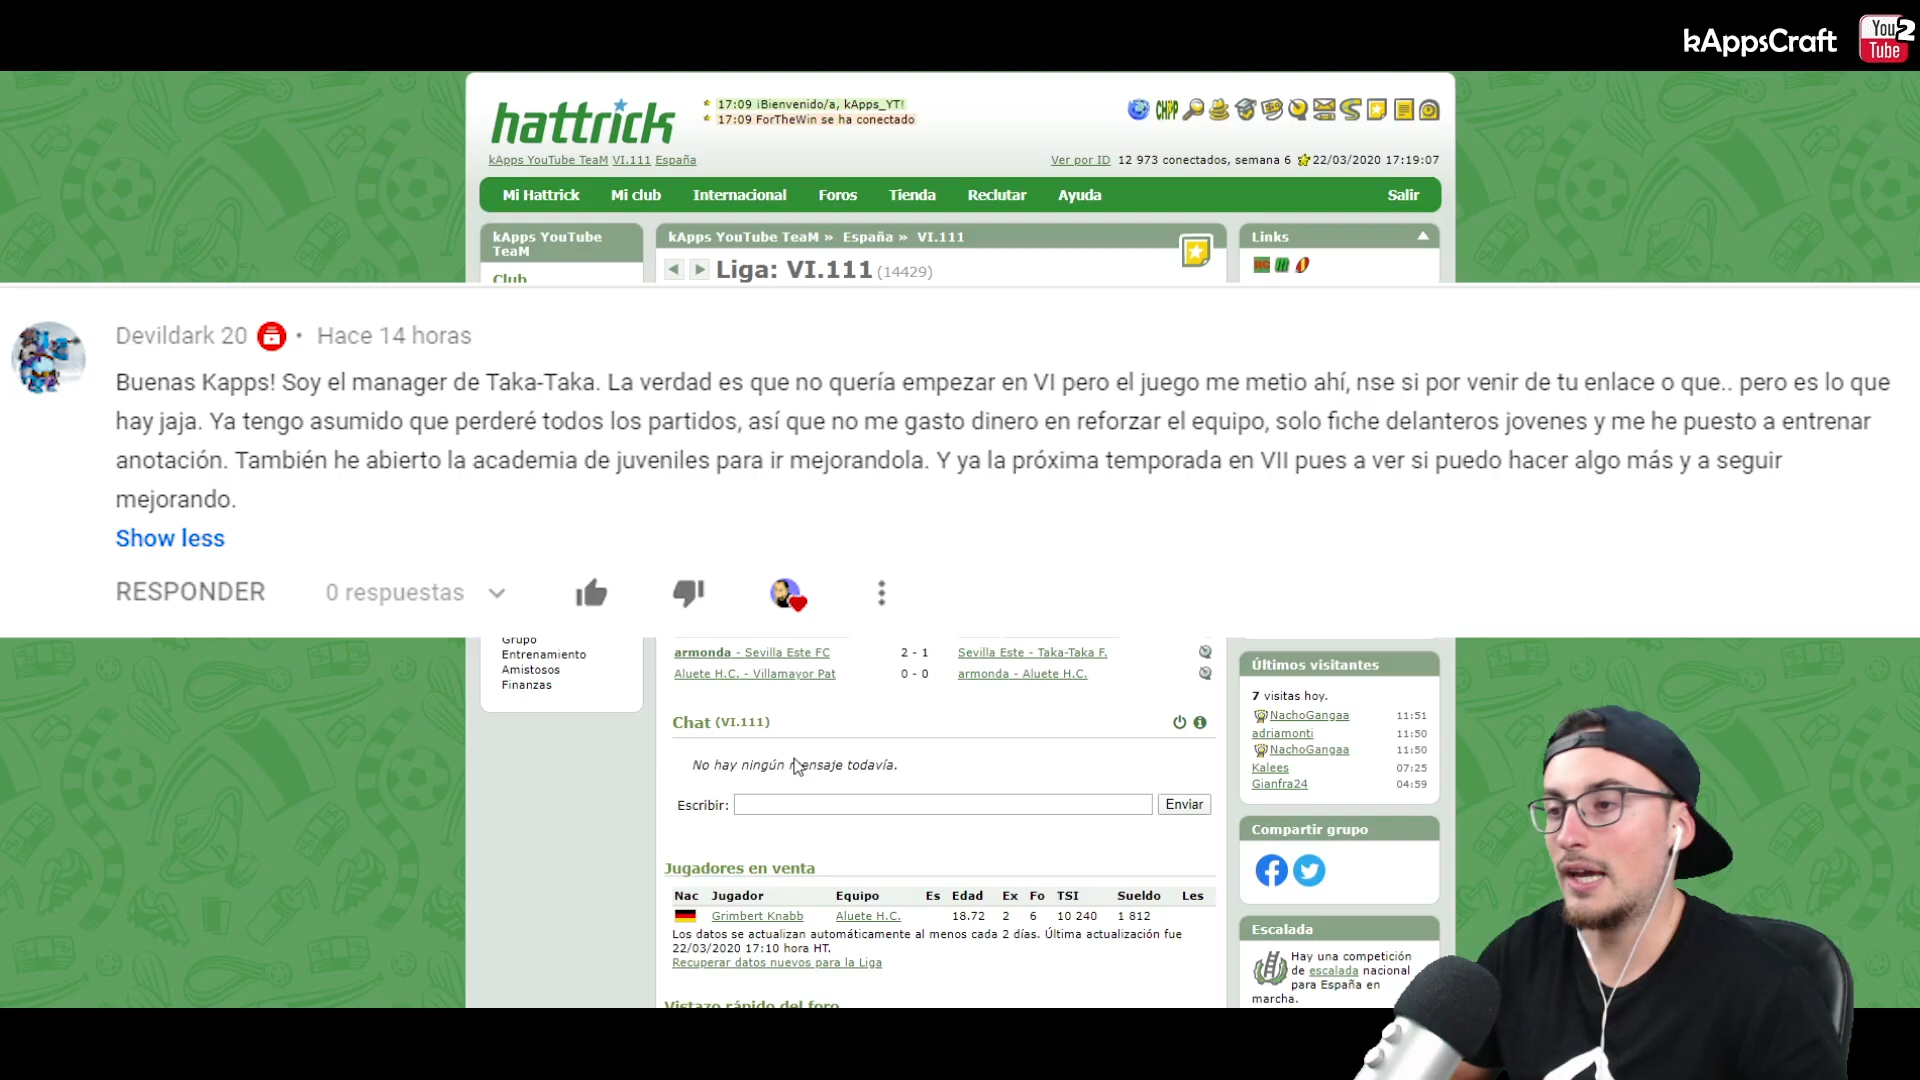 kAppsCraft
You Tube 2
hattrick
17:09 ¡Bienvenido/a, kApps_YT!
17:09 ForTheWin se ha conectado
CHPP
kApps YouTube TeaM VI.111 España
Ver por ID 12 973 conectados, semana 6 22/03/2020 17:19:07
Mi Hattrick Mi club Internacional Foros Tienda Reclutar Ayuda Salir
kApps YouTube TeaM
Club
kApps YouTube TeaM » España » VI.111
Liga: VI.111 (14429)
Links
Devildark 20 • Hace 14 horas
Buenas Kapps! Soy el manager de Taka-Taka. La verdad es que no quería empezar en VI pero el juego me metio ahí, nse si por venir de tu enlace o que.. pero es lo que
hay jaja. Ya tengo asumido que perderé todos los partidos, así que no me gasto dinero en reforzar el equipo, solo fiche delanteros jovenes y me he puesto a entrenar
anotación. También he abierto la academia de juveniles para ir mejorandola. Y ya la próxima temporada en VII pues a ver si puedo hacer algo más y a seguir
mejorando.
Show less
RESPONDER 0 respuestas
Grupo
Entrenamiento
Amistosos
Finanzas
armonda - Sevilla Este FC 2 - 1 Sevilla Este - Taka-Taka F.
Aluete H.C. - Villamayor Pat 0 - 0 armonda - Aluete H.C.
Chat (VI.111)
No hay ningún mensaje todavía.
Escribir: Enviar
Jugadores en venta
Nac Jugador Equipo Es Edad Ex Fo TSI Sueldo Les
Grimbert Knabb Aluete H.C. 18.72 2 6 10 240 1 812
Los datos se actualizan automáticamente al menos cada 2 días. Última actualización fue
22/03/2020 17:10 hora HT.
Recuperar datos nuevos para la Liga
Vistazo rápido del foro
Últimos visitantes
7 visitas hoy.
NachoGangaa 11:51
adriamonti 11:50
NachoGangaa 11:50
Kalees 07:25
Gianfra24 04:59
Compartir grupo
Escalada
Hay una competición
de escalada nacional
para España en
marcha.